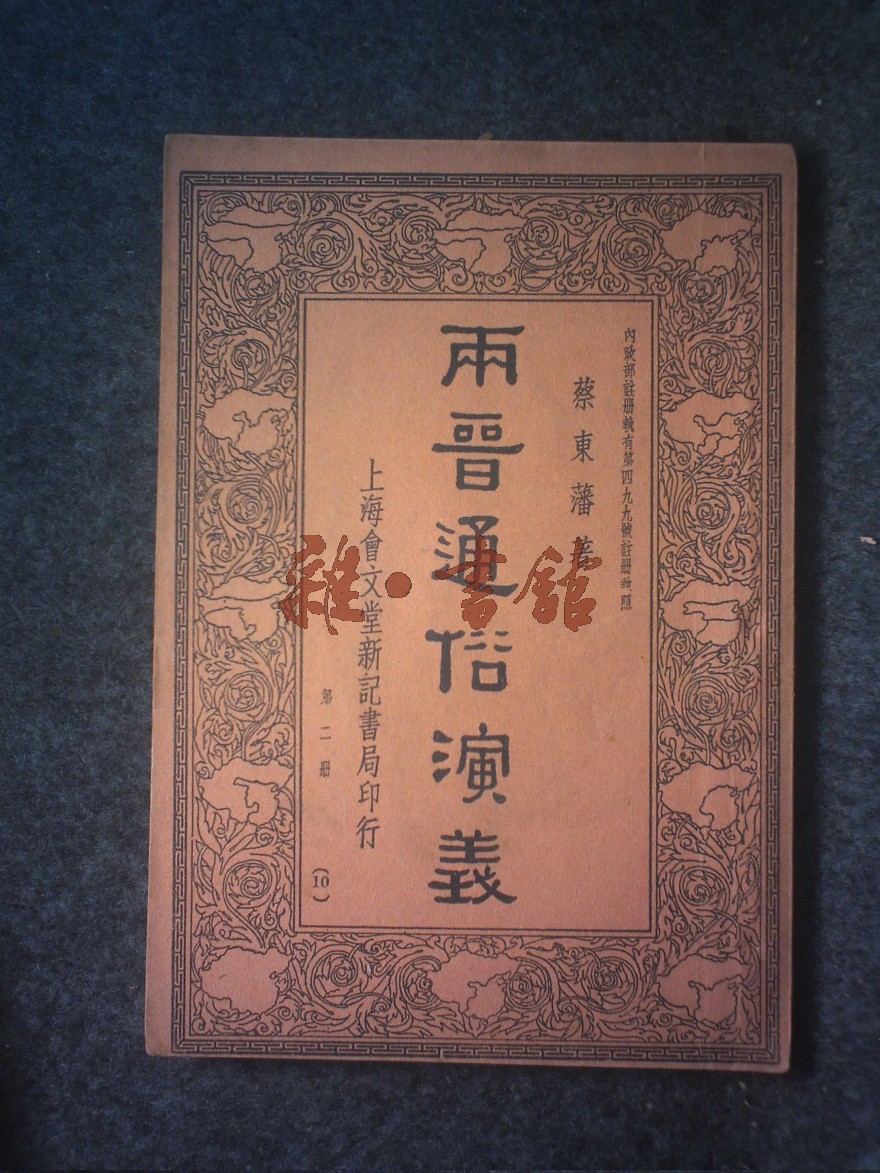 內政部註册執有第四九九號註册執照
蔡東藩著
兩晉通俗演義
上海會文堂新記書局印行
第二册
(10)
雜·書館